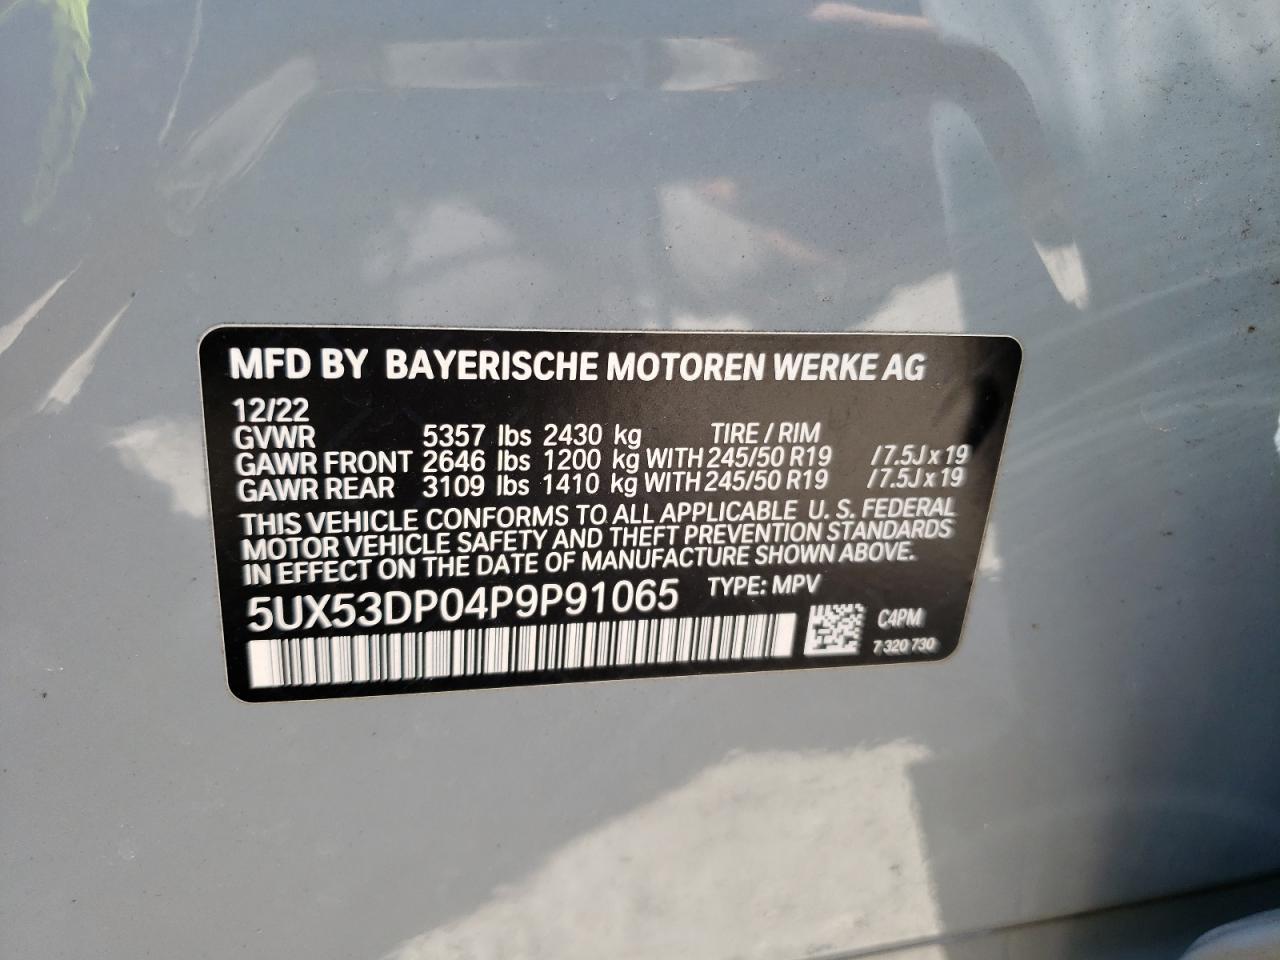 MFD BY BAYERISCHE MOTOREN WERKE AG
12/22
GVWR 5357 lbs 2430 kg TIRE / RIM
GAWR FRONT 2646 lbs 1200 kg WITH 245/50 R19 / 7.5J x 19
GAWR REAR 3109 lbs 1410 kg WITH 245/50 R19 / 7.5J x 19
THIS VEHICLE CONFORMS TO ALL APPLICABLE U. S. FEDERAL
MOTOR VEHICLE SAFETY AND THEFT PREVENTION STANDARDS
IN EFFECT ON THE DATE OF MANUFACTURE SHOWN ABOVE.
5UX53DP04P9P91065 TYPE: MPV
C4PM
7 320 730